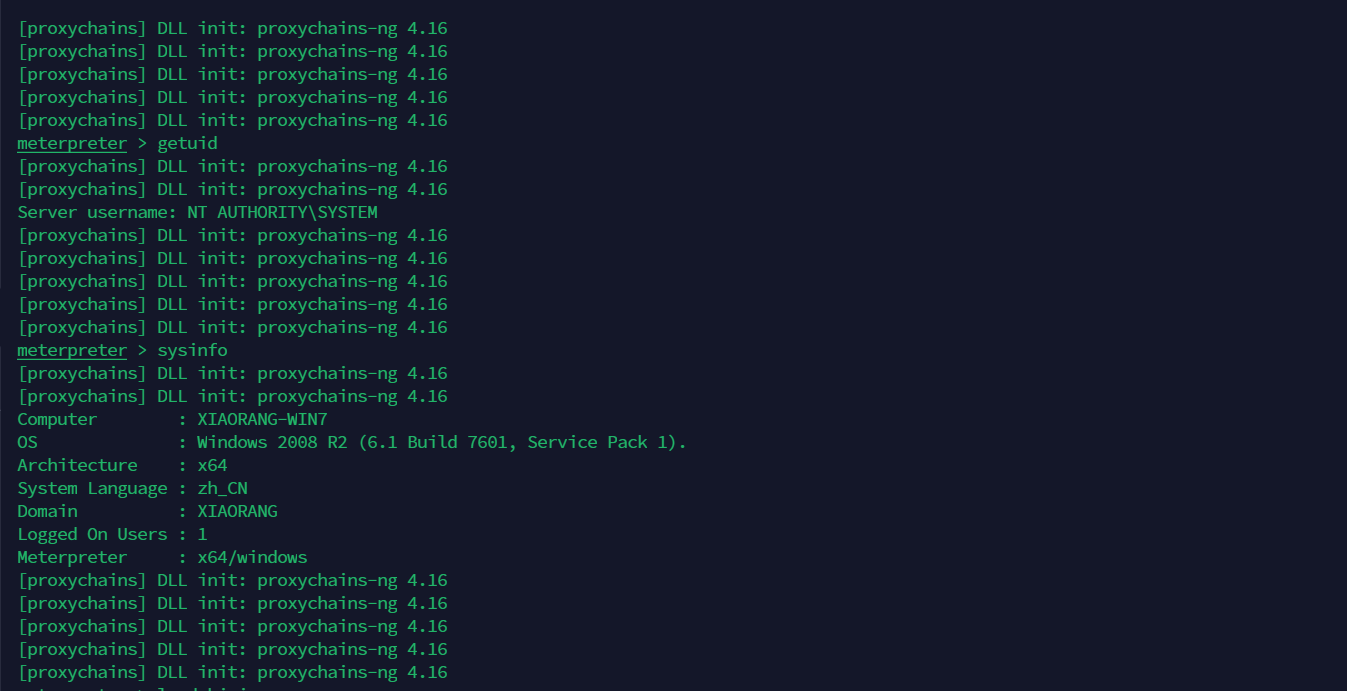 [proxychains] DLL init: proxychains-ng 4.16
[proxychains] DLL init: proxychains-ng 4.16
[proxychains] DLL init: proxychains-ng 4.16
[proxychains] DLL init: proxychains-ng 4.16
[proxychains] DLL init: proxychains-ng 4.16
meterpreter > getuid
[proxychains] DLL init: proxychains-ng 4.16
[proxychains] DLL init: proxychains-ng 4.16
Server username: NT AUTHORITY\SYSTEM
[proxychains] DLL init: proxychains-ng 4.16
[proxychains] DLL init: proxychains-ng 4.16
[proxychains] DLL init: proxychains-ng 4.16
[proxychains] DLL init: proxychains-ng 4.16
[proxychains] DLL init: proxychains-ng 4.16
meterpreter > sysinfo
[proxychains] DLL init: proxychains-ng 4.16
[proxychains] DLL init: proxychains-ng 4.16
Computer        : XIAORANG-WIN7
OS              : Windows 2008 R2 (6.1 Build 7601, Service Pack 1).
Architecture    : x64
System Language : zh_CN
Domain          : XIAORANG
Logged On Users : 1
Meterpreter     : x64/windows
[proxychains] DLL init: proxychains-ng 4.16
[proxychains] DLL init: proxychains-ng 4.16
[proxychains] DLL init: proxychains-ng 4.16
[proxychains] DLL init: proxychains-ng 4.16
[proxychains] DLL init: proxychains-ng 4.16